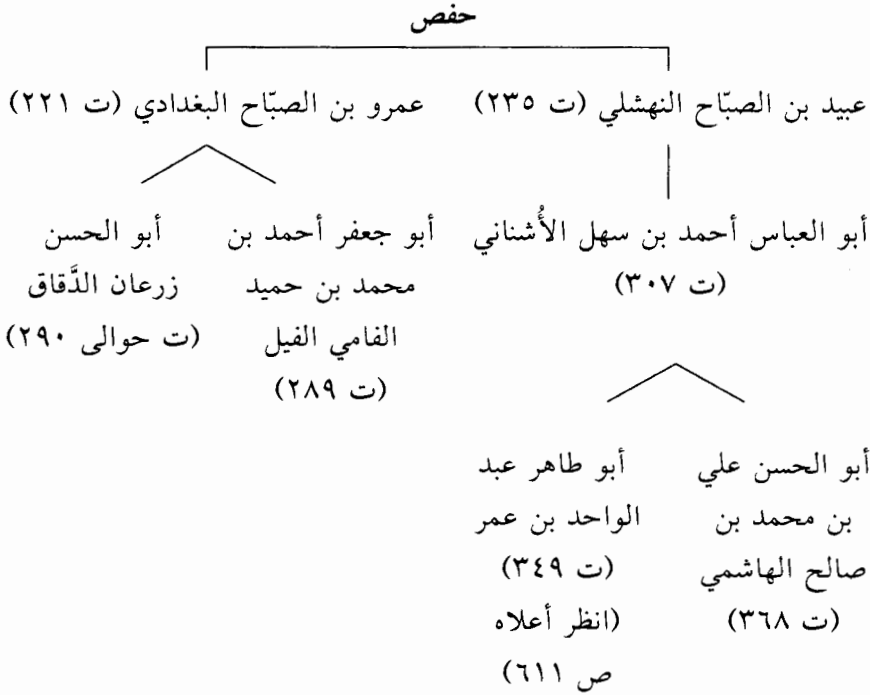 حفص
عبيد بن الصبّاح النهشلي (ت ٢٣٥)
عمرو بن الصبّاح البغدادي (ت ٢٢١)
أبو العباس أحمد بن سهل الأُشناني
(ت ٣٠٧)
أبو جعفر أحمد بن
محمد بن حميد
الفامي الفيل
(ت ٢٨٩)
أبو الحسن
زرعان الدَّقاق
(ت حوالى ٢٩٠)
أبو الحسن علي
بن محمد بن
صالح الهاشمي
(ت ٣٦٨)
أبو طاهر عبد
الواحد بن عمر
(ت ٣٤٩)
(انظر أعلاه
ص ٦١١)